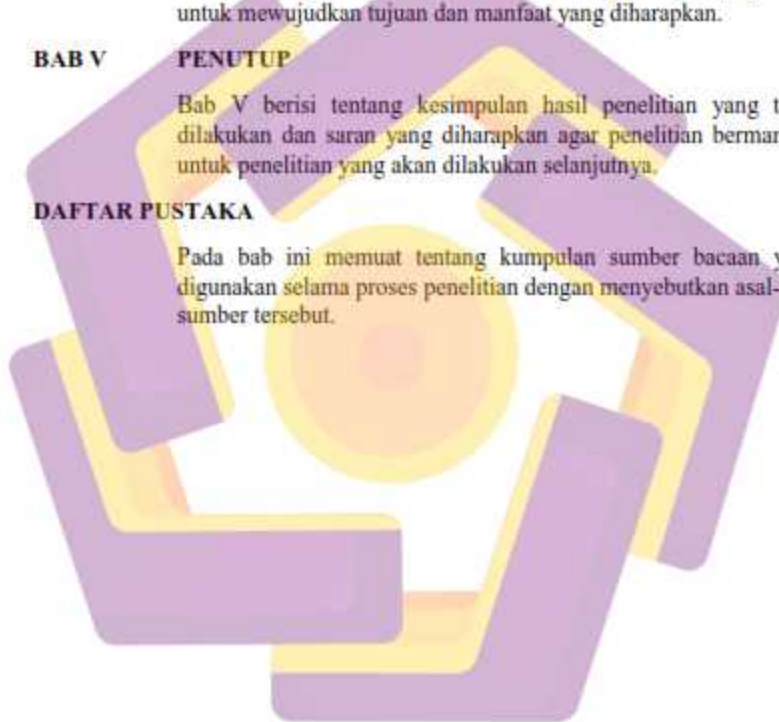 untuk mewujudkan tujuan dan manfaat yang diharapkan.
BAB V PENUTUP
Bab V berisi tentang kesimpulan hasil penelitian yang
dilakukan dan saran yang diharapkan agar penelitian
untuk penelitian yang akan dilakukan selanjutnya.
DAFTAR PUSTAKA
Pada bab ini memuat tentang kumpulan sumber bacaan
digunakan selama proses penelitian dengan menyebutkan
sumber tersebut.